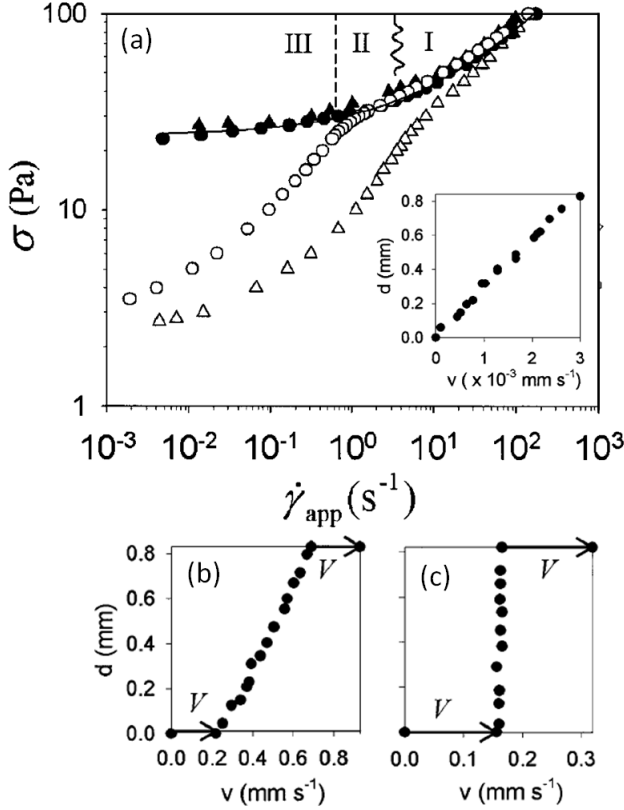 100
(a)
III
II
I
σ (Pa)
10
0.8
0.6
0.4
0.2
0.0
d (mm)
0 1 2 3
v ( x 10⁻³ mm s⁻¹)
1
10⁻³ 10⁻² 10⁻¹ 10⁰ 10¹ 10² 10³
γ̇app (s⁻¹)
(b)
V
0.8
0.6
0.4
0.2
0.0
d (mm)
V
0.0 0.2 0.4 0.6 0.8
v (mm s⁻¹)
(c)
V
V
0.0 0.1 0.2 0.3
v (mm s⁻¹)